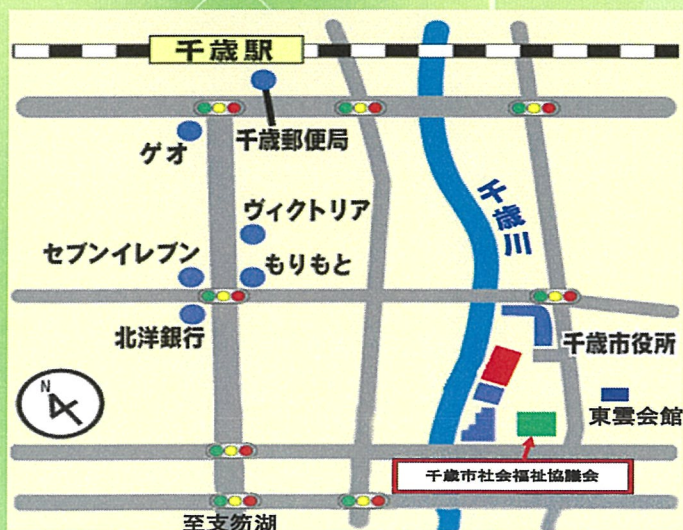 千歳駅
千歳郵便局
ゲオ
千歳川
ヴィクトリア
セブンイレブン
もりもと
北洋銀行
千歳市役所
N
東雲会館
千歳市社会福祉協議会
至支笏湖